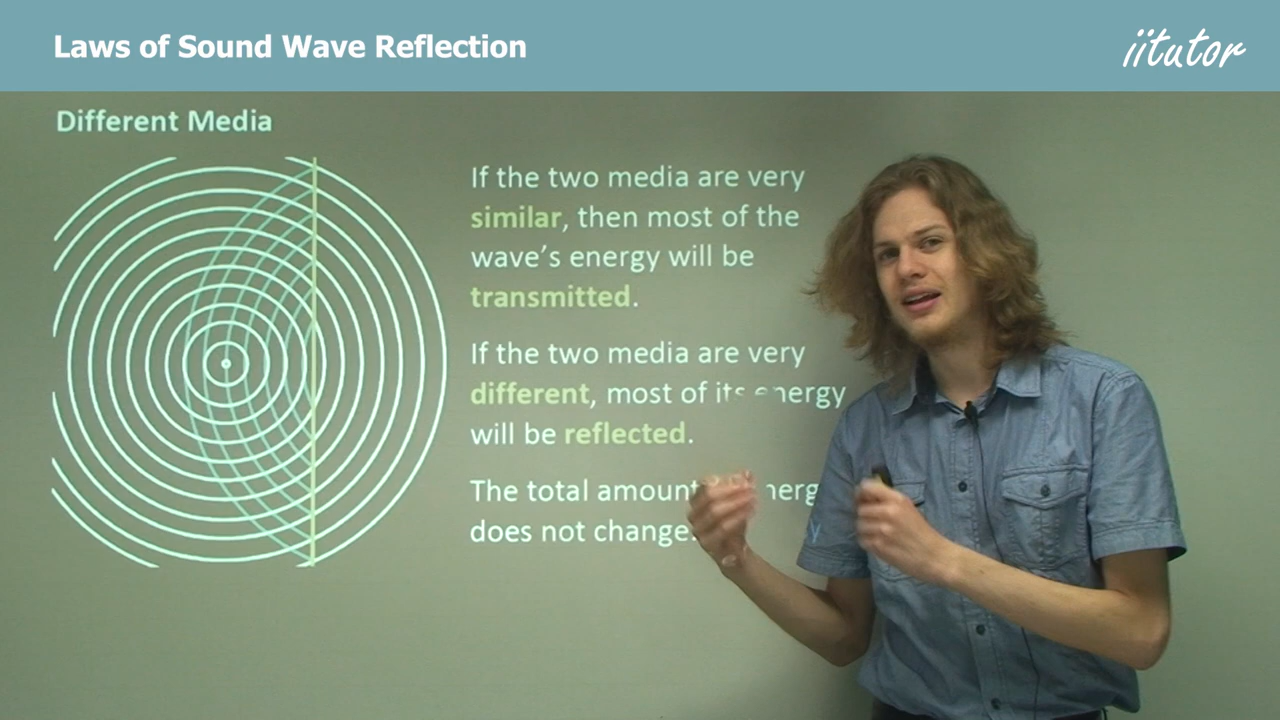 Laws of Sound Wave Reflection
iitutor
Different Media
If the two media are very
similar, then most of the
wave's energy will be
transmitted.
If the two media are very
different, most of its energy
will be reflected.
The total amount
does not change.